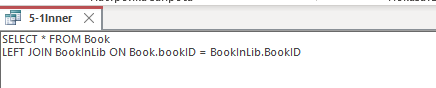 5-1Inner
SELECT * FROM Book
LEFT JOIN BookInLib ON Book.bookID = BookInLib.BookID